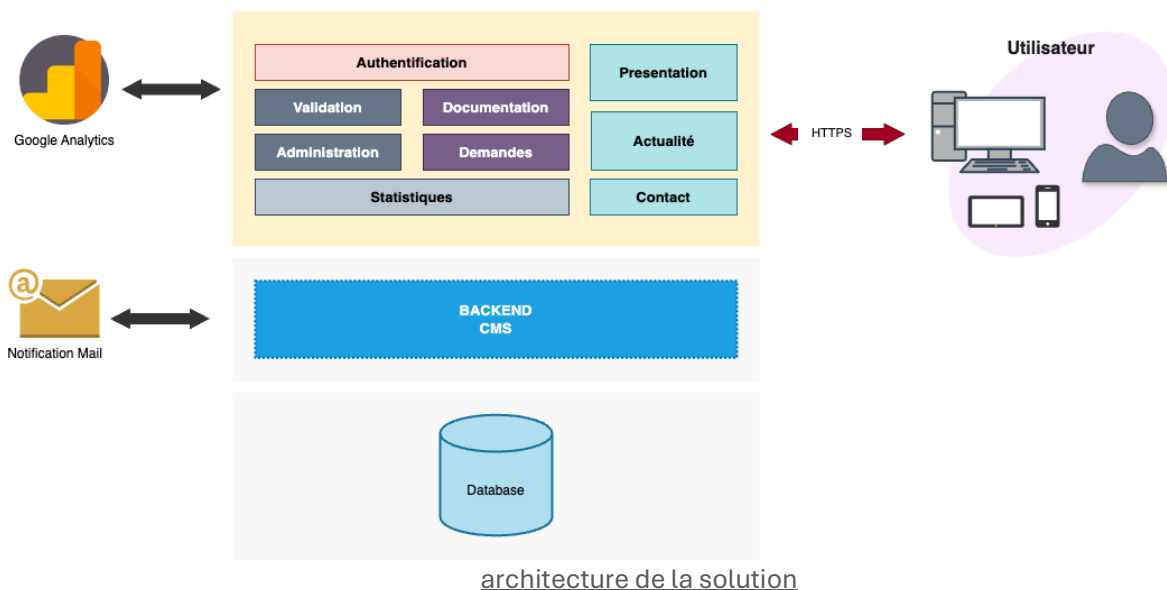 Utilisateur
Google Analytics
Authentification
Validation
Documentation
Administration
Demandes
Statistiques
Presentation
Actualité
Contact
HTTPS
@
Notification Mail
BACKEND
CMS
Database
architecture de la solution